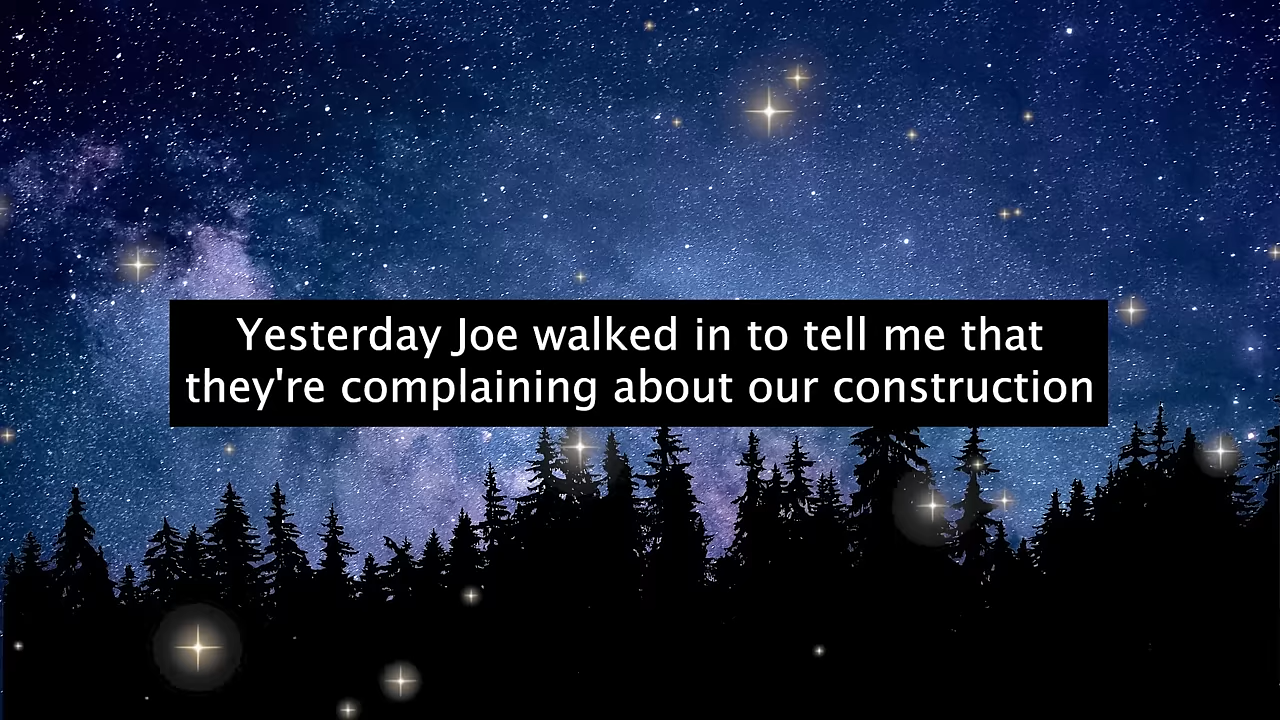 Yesterday Joe walked in to tell me that
they're complaining about our construction